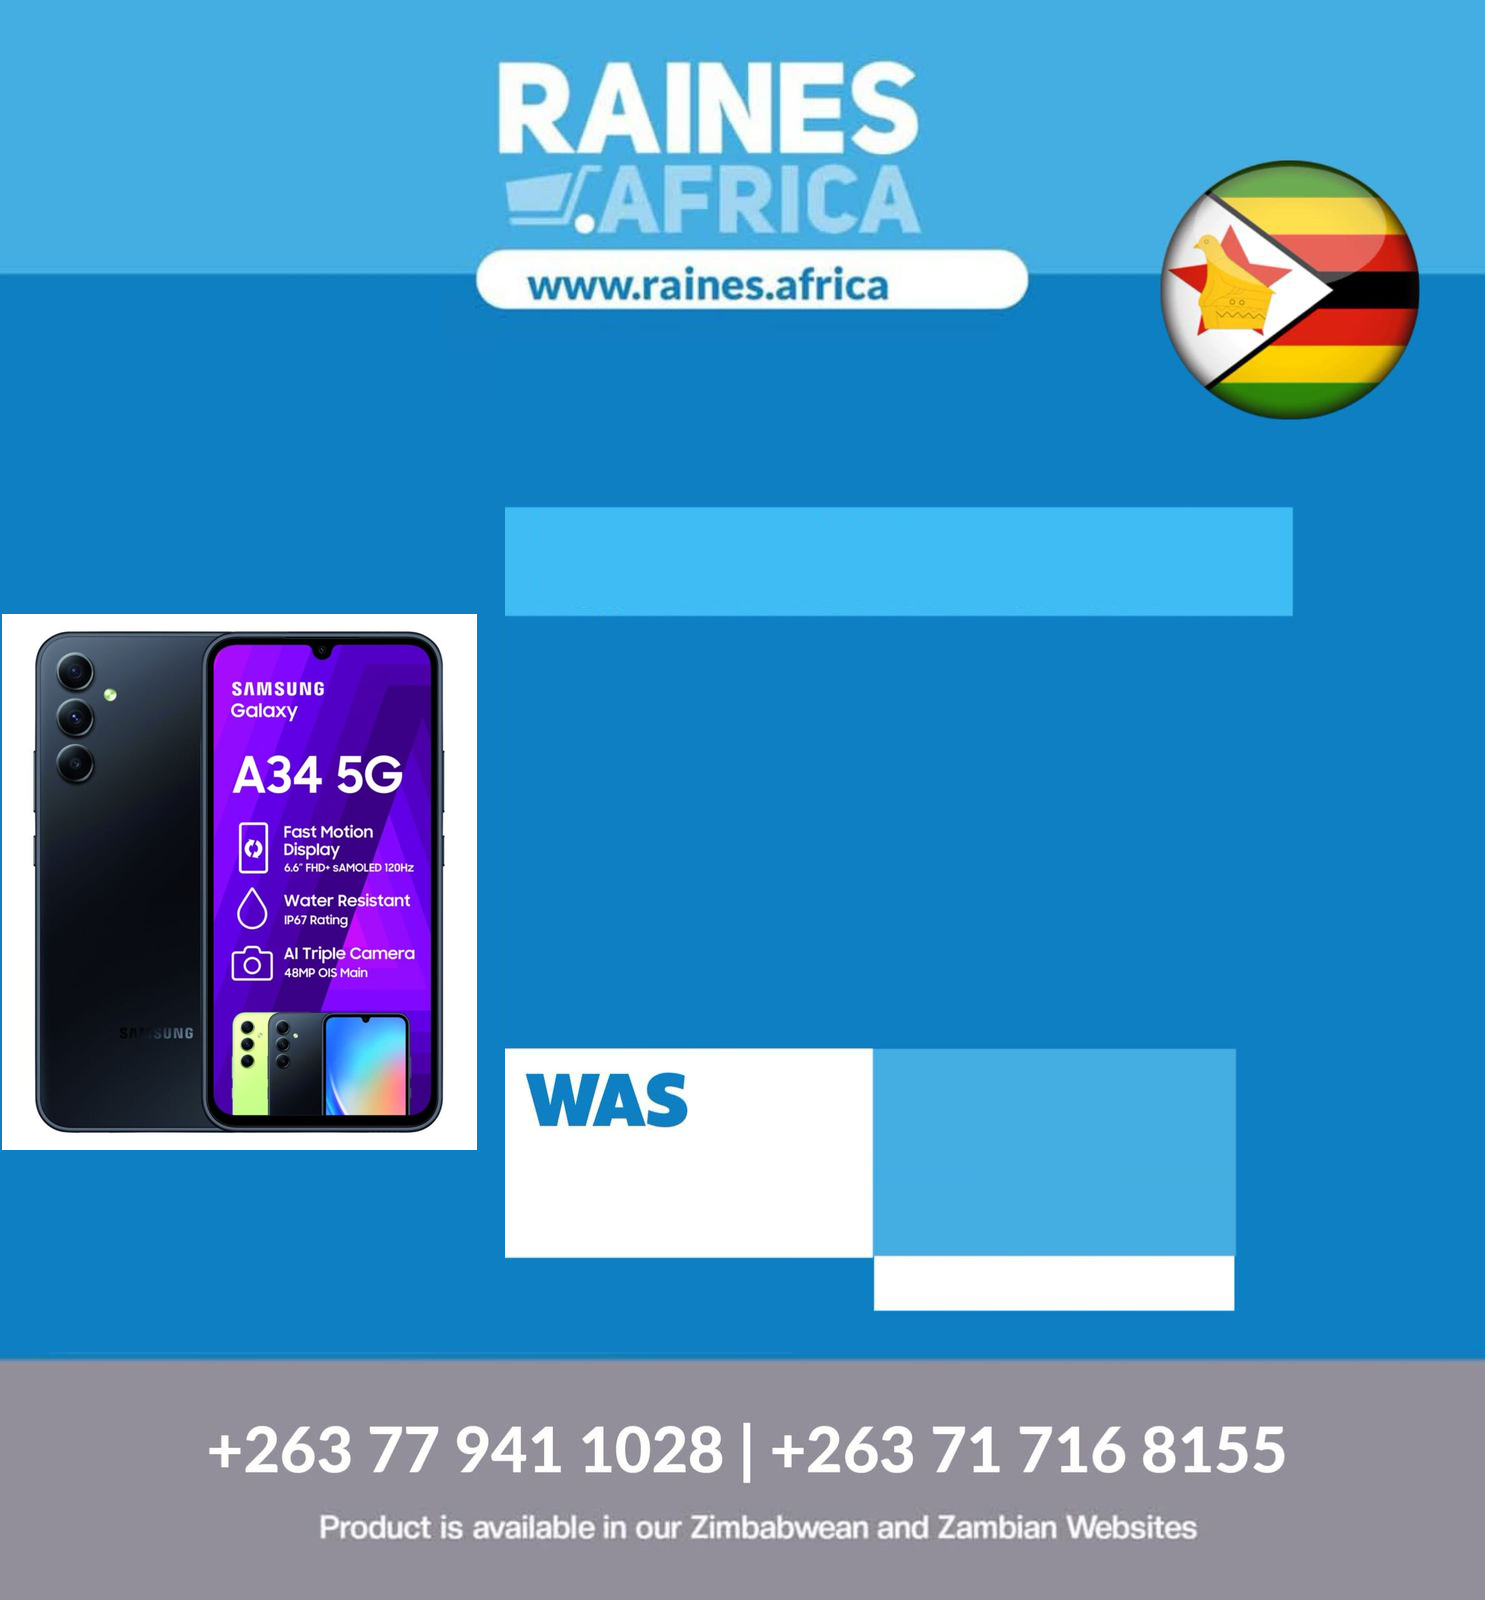 RAINES
.AFRICA
www.raines.africa
SAMSUNG
Galaxy
A34 5G
Fast Motion
Display
6.6" FHD+ sAMOLED 120Hz
Water Resistant
IP67 Rating
AI Triple Camera
48MP OIS Main
SAMSUNG
WAS
+263 77 941 1028 | +263 71 716 8155
Product is available in our Zimbabwean and Zambian Websites